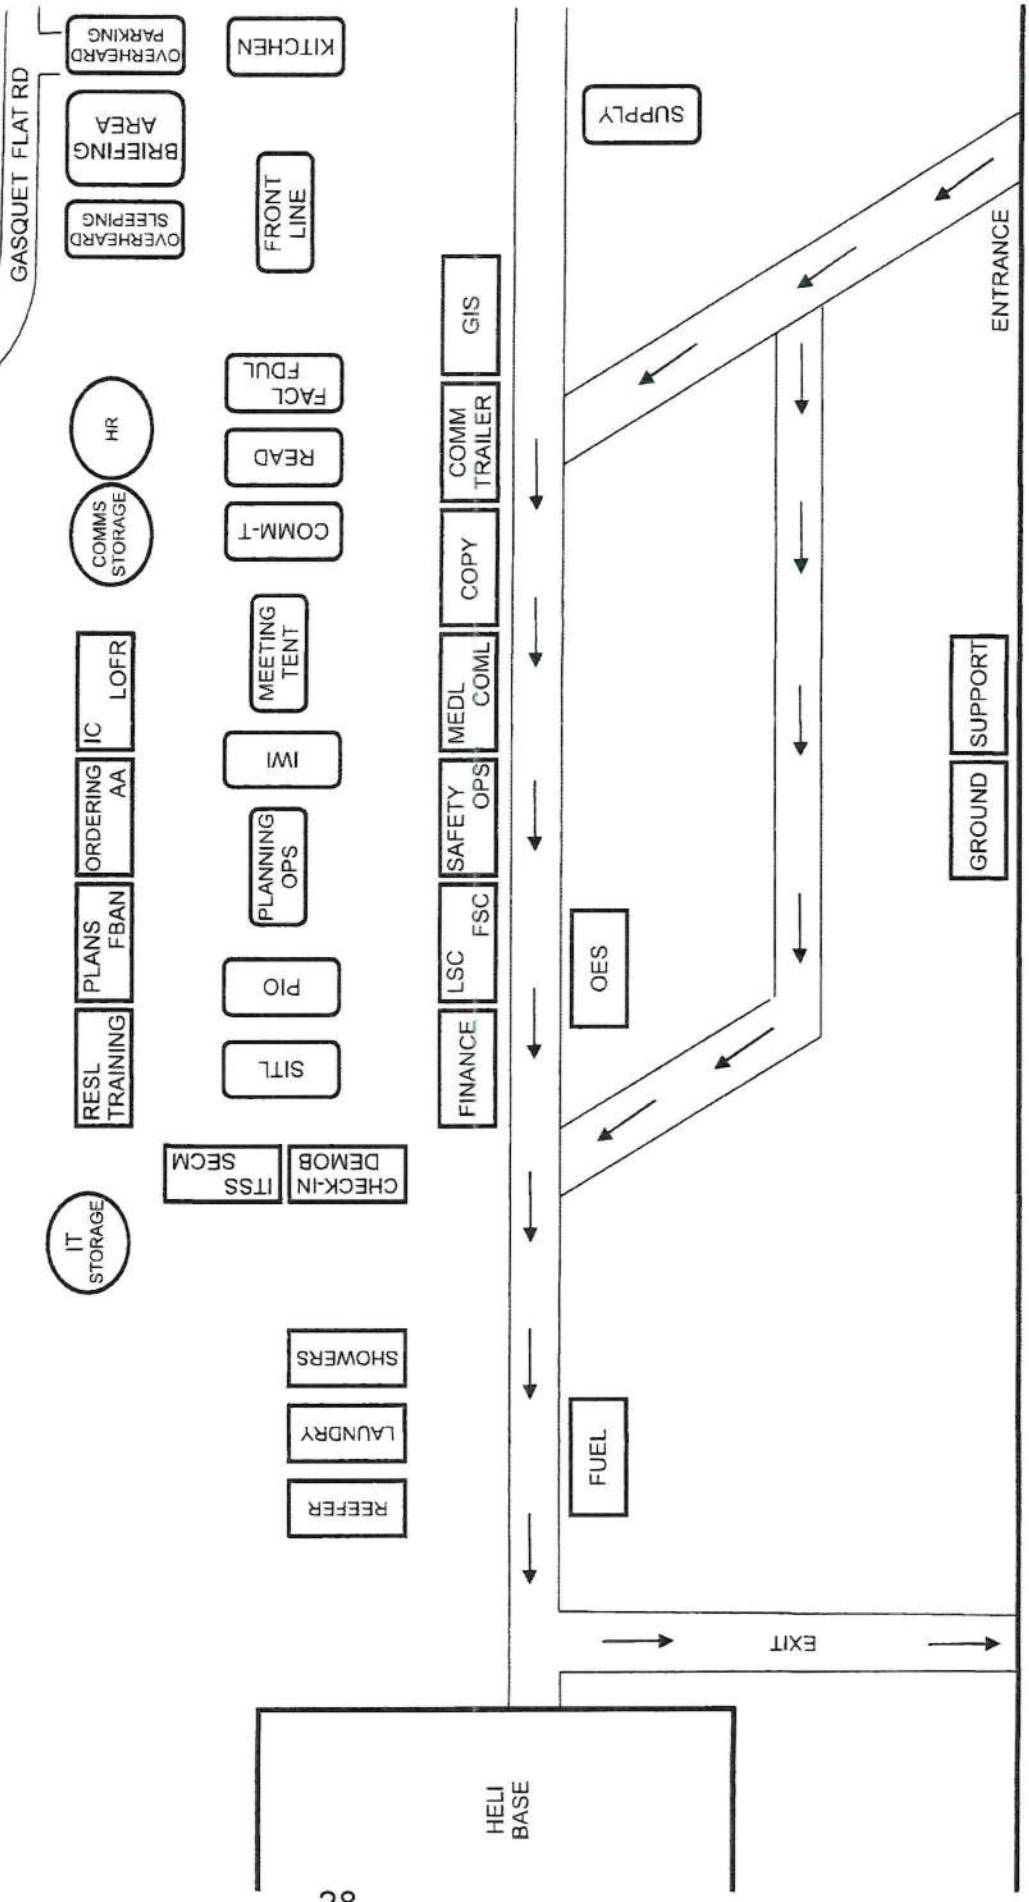 GASQUET FLAT RD
OVERHEARD
PARKING
BRIEFING
AREA
OVERHEARD
SLEEPING
KITCHEN
FRONT
LINE
SUPPLY
ENTRANCE
GIS
HR
FACL
FDUL
READ
COMM
TRAILER
COMMS
STORAGE
COMM-T
COPY
IC
LOFR
MEETING
TENT
MEDL
COML
ORDERING
AA
IWI
SAFETY
OPS
PLANS
FBAN
PLANNING
OPS
LSC
FSC
RESL
TRAINING
PIO
SITL
FINANCE
OES
GROUND
SUPPORT
ITSS
SECM
CHECK-IN
DEMOB
IT
STORAGE
SHOWERS
LAUNDRY
REEFER
FUEL
EXIT
HELI
BASE
28